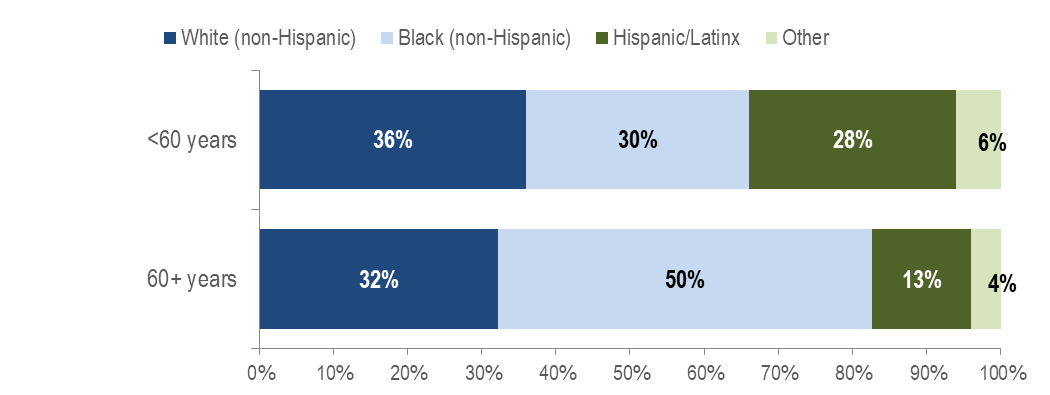 White (non-Hispanic) Black (non-Hispanic) Hispanic/Latinx Other
<60 years 36% 30% 28% 6%
60+ years 32% 50% 13% 4%
0% 10% 20% 30% 40% 50% 60% 70% 80% 90% 100%